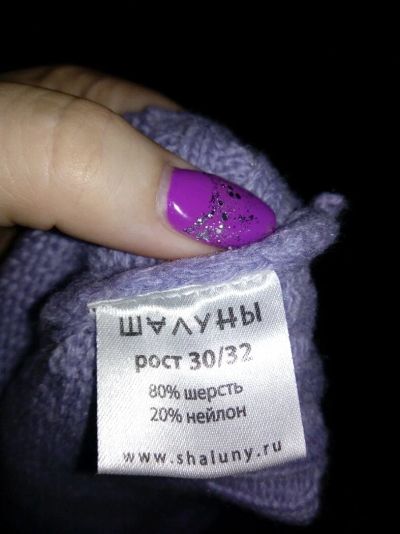 ШАЛУНЫ
рост 30/32
80% шерсть
20% нейлон
www.shaluny.ru